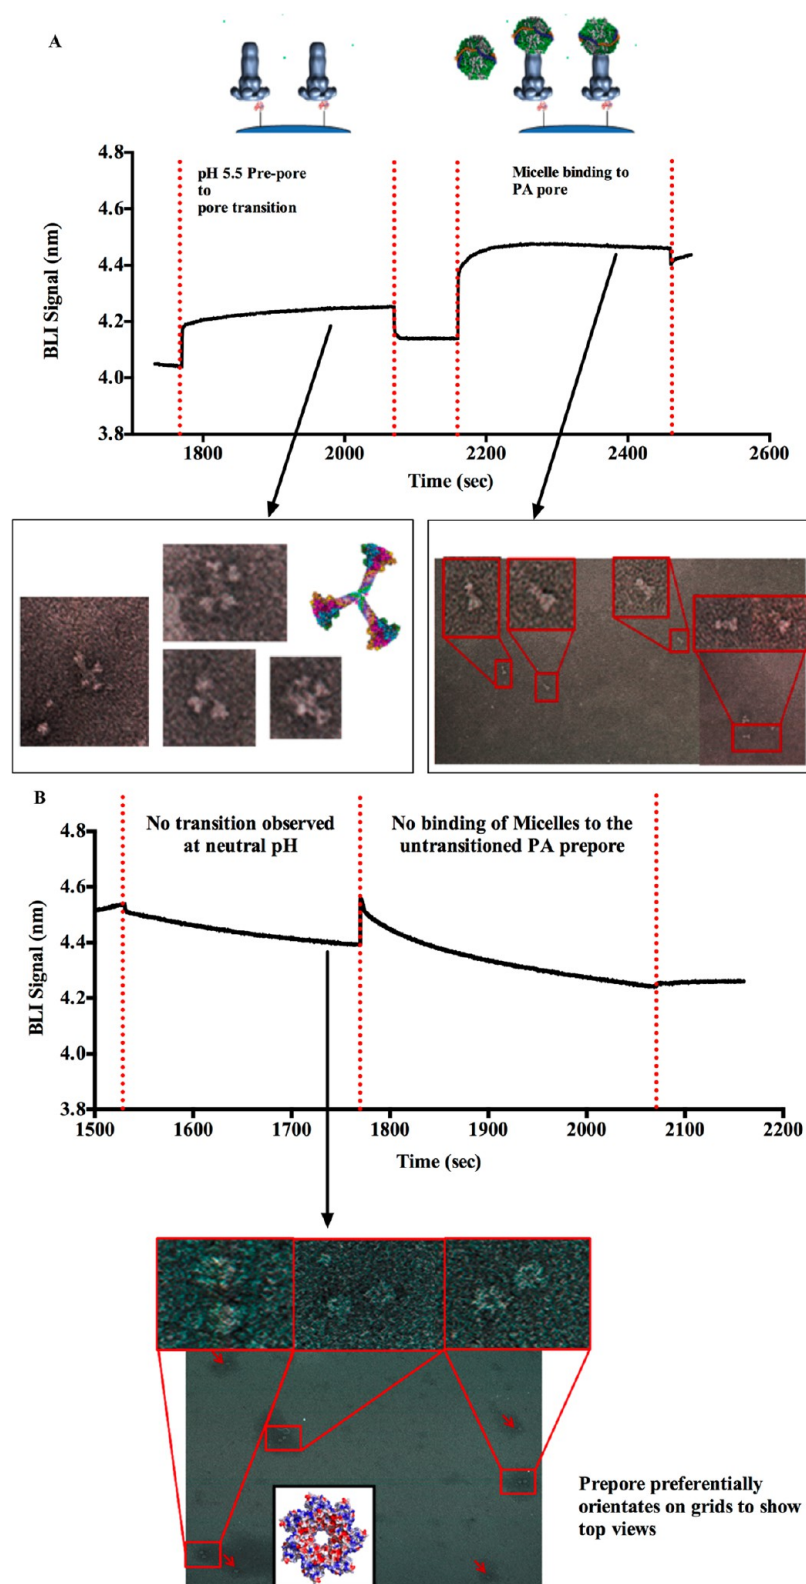 A
4.8
4.6
4.4
4.2
4.0
3.8
BLI Signal (nm)
pH 5.5 Pre-pore
to
pore transition
Micelle binding to
PA pore
1800
2000
2200
2400
2600
Time (sec)
B
4.8
4.6
4.4
4.2
4.0
3.8
BLI Signal (nm)
No transition observed
at neutral pH
No binding of Micelles to the
untransitioned PA prepore
1500
1600
1700
1800
1900
2000
2100
2200
Time (sec)
Prepore preferentially
orientates on grids to show
top views